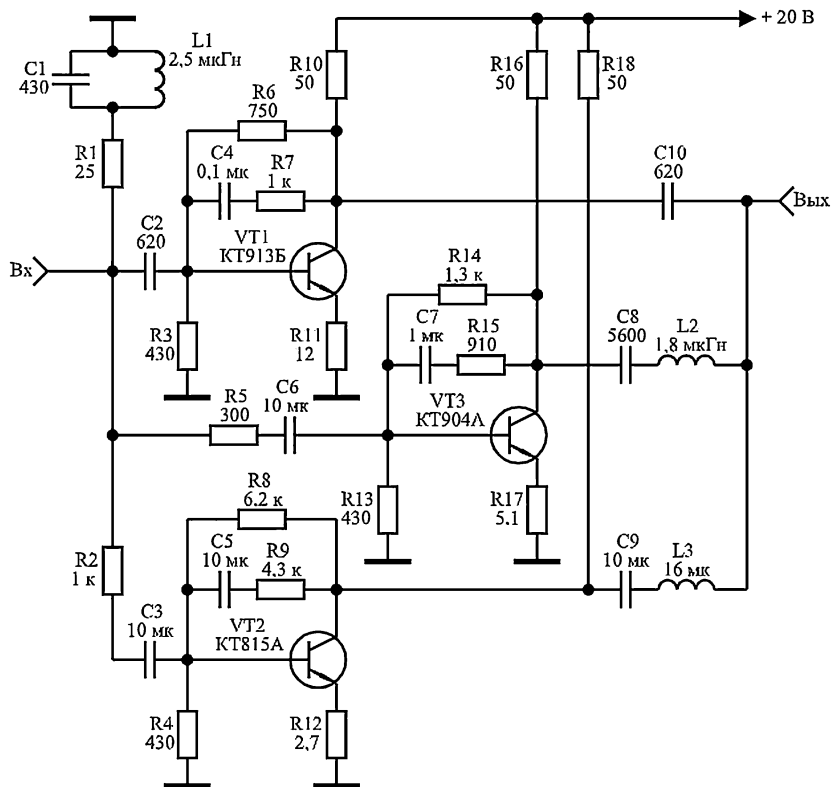 + 20 В
L1
2,5 мкГн
C1
430
R10
50
R16
50
R18
50
R6
750
R1
25
C4
0,1 мк
R7
1 к
C10
620
Вых
C2
620
VT1
КТ913Б
Вх
R14
1,3 к
R3
430
R11
12
C7
1 мк
R15
910
C8
5600
L2
1,8 мкГн
R5
300
C6
10 мк
VT3
КТ904А
R8
6,2 к
R13
430
R17
5,1
R2
1 к
C5
10 мк
R9
4,3 к
C9
10 мк
L3
16 мк
C3
10 мк
VT2
КТ815А
R4
430
R12
2,7